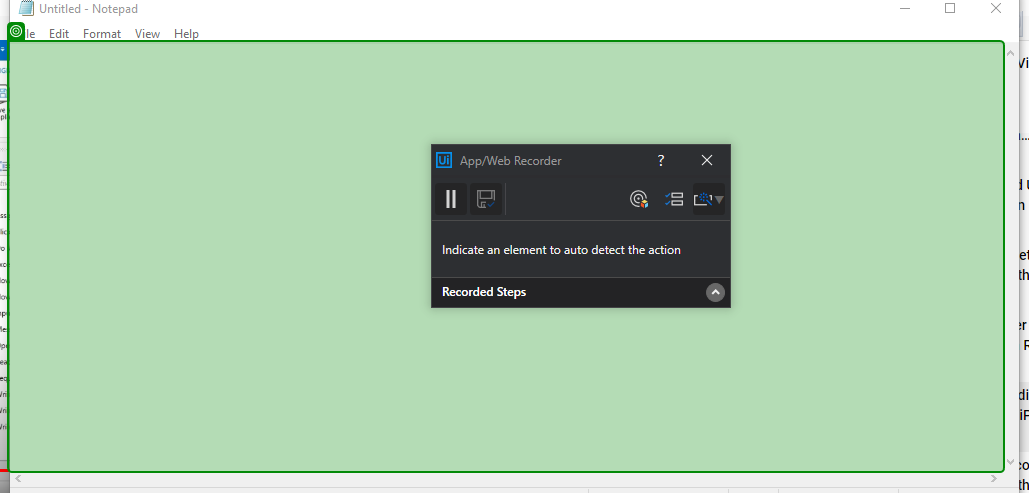 Untitled - Notepad
le Edit Format View Help
Ui App/Web Recorder ?
Indicate an element to auto detect the action
Recorded Steps